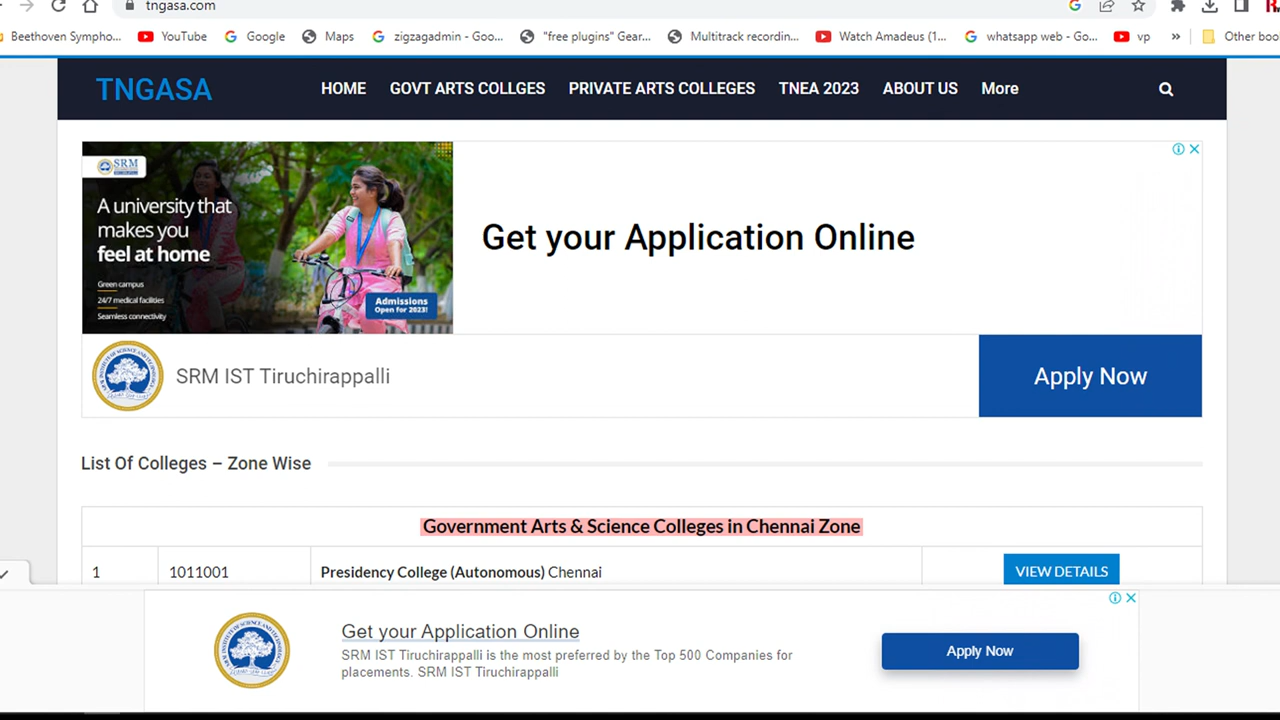 tngasa.com
Beethoven Sympho... YouTube Google Maps zigzagadmin - Goo... "free plugins" Gear... Multitrack recordin... Watch Amadeus (1... whatsapp web - Go... vp » Other boo
TNGASA HOME GOVT ARTS COLLGES PRIVATE ARTS COLLEGES TNEA 2023 ABOUT US More
SRM
A university that
makes you
feel at home
Green campus
24/7 medical facilities
Seamless connectivity
Admissions
Open for 2023!
Get your Application Online
SRM IST Tiruchirappalli
Apply Now
List Of Colleges – Zone Wise
Government Arts & Science Colleges in Chennai Zone
1 1011001 Presidency College (Autonomous) Chennai VIEW DETAILS
Get your Application Online
SRM IST Tiruchirappalli is the most preferred by the Top 500 Companies for
placements. SRM IST Tiruchirappalli
Apply Now